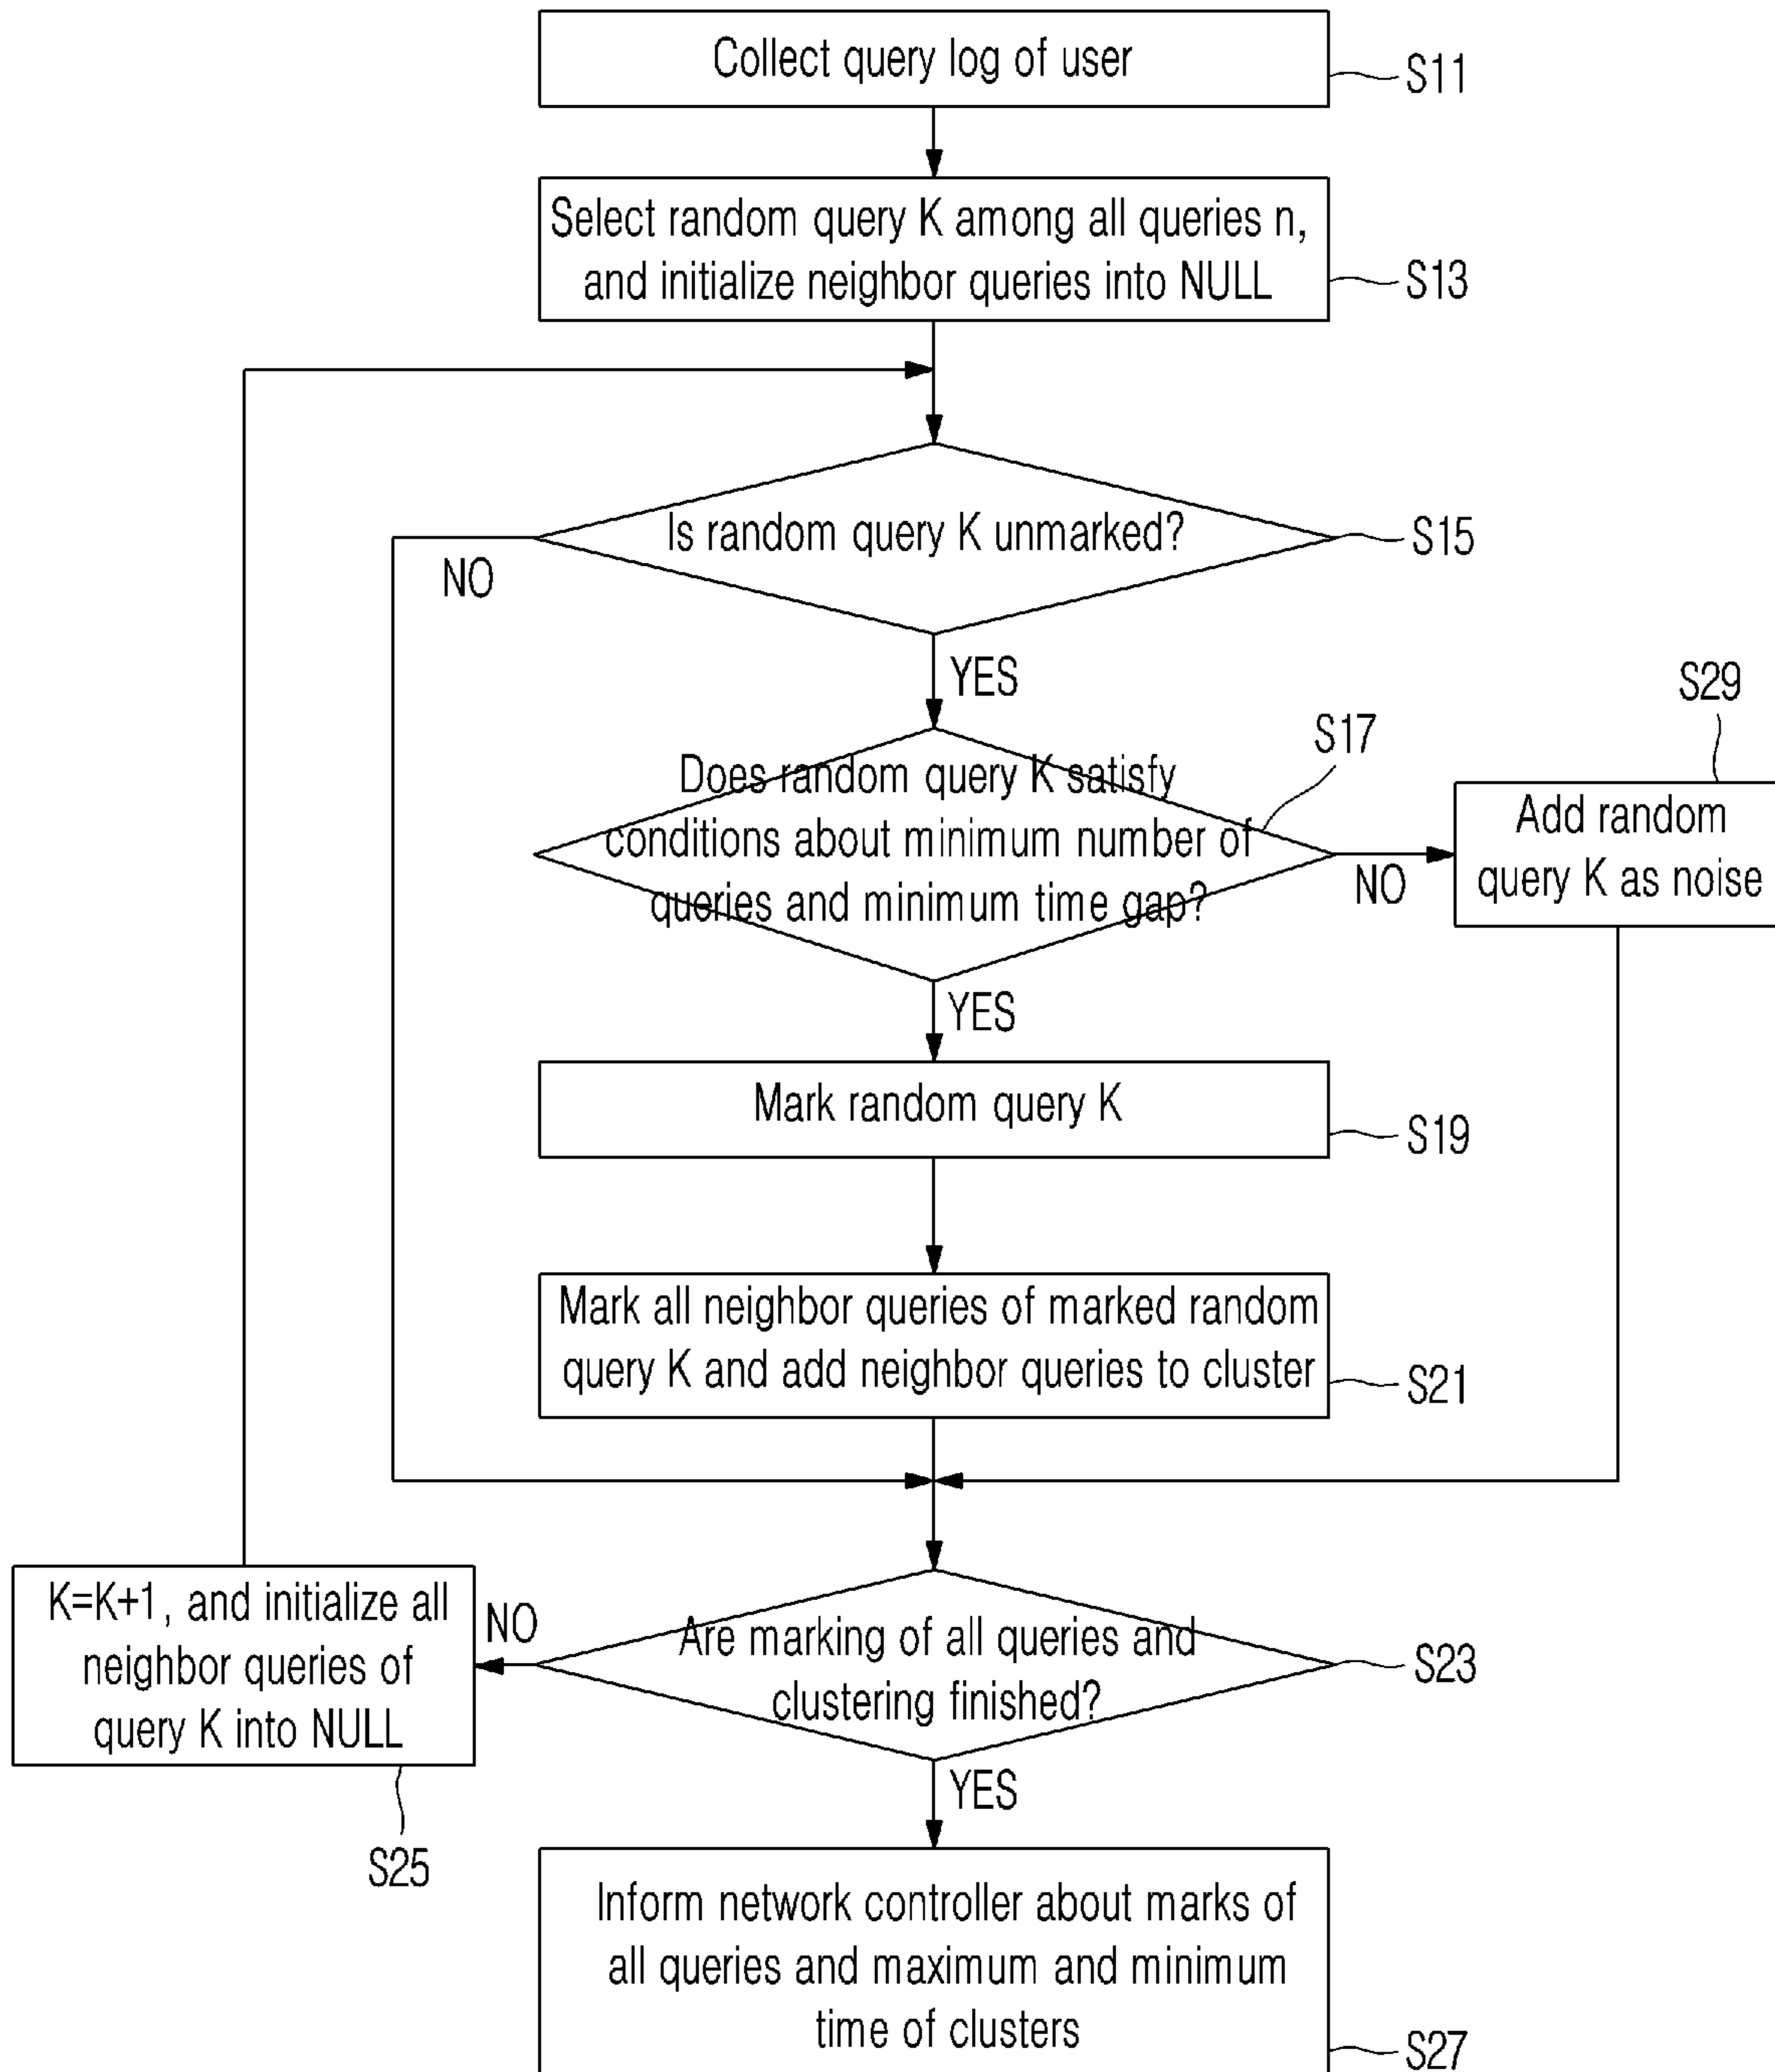 Collect query log of user
S11
Select random query K among all queries n,
and initialize neighbor queries into NULL
S13
Is random query K unmarked?
S15
NO
YES
S29
S17
Does random query K satisfy
conditions about minimum number of
queries and minimum time gap?
NO
Add random
query K as noise
YES
Mark random query K
S19
Mark all neighbor queries of marked random
query K and add neighbor queries to cluster
S21
K=K+1, and initialize all
neighbor queries of
query K into NULL
NO
Are marking of all queries and
clustering finished?
S23
YES
S25
Inform network controller about marks of
all queries and maximum and minimum
time of clusters
S27